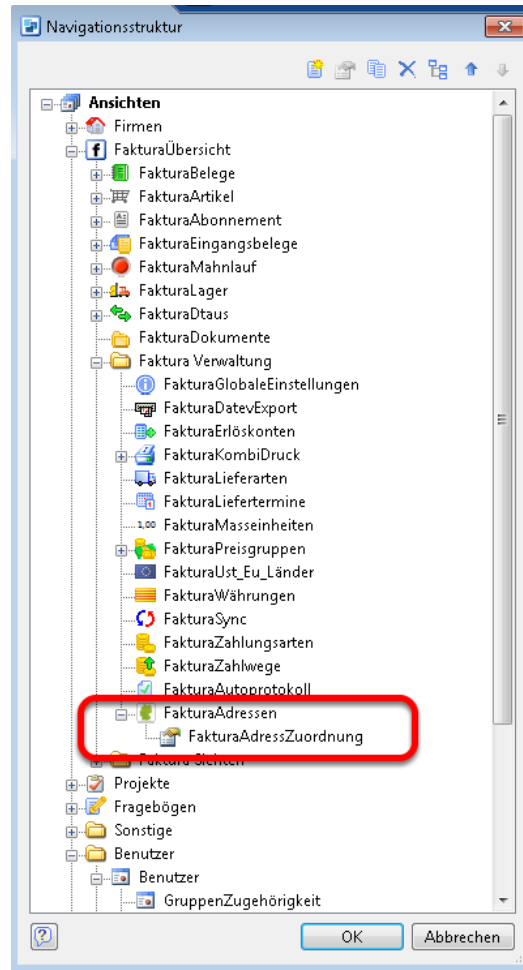 Navigationsstruktur
Ansichten
Firmen
FakturaÜbersicht
FakturaBelege
FakturaArtikel
FakturaAbonnement
FakturaEingangsbelege
FakturaMahnlauf
FakturaLager
FakturaDtaus
FakturaDokumente
Faktura Verwaltung
FakturaGlobaleEinstellungen
FakturaDatevExport
FakturaErlöskonten
FakturaKombiDruck
FakturaLieferarten
FakturaLiefertermine
1,00 FakturaMasseinheiten
FakturaPreisgruppen
FakturaUst_Eu_Länder
FakturaWährungen
FakturaSync
FakturaZahlungsarten
FakturaZahlwege
FakturaAutoprotokoll
FakturaAdressen
FakturaAdressZuordnung
Faktura Sichten
Projekte
Fragebögen
Sonstige
Benutzer
Benutzer
GruppenZugehörigkeit
OK Abbrechen